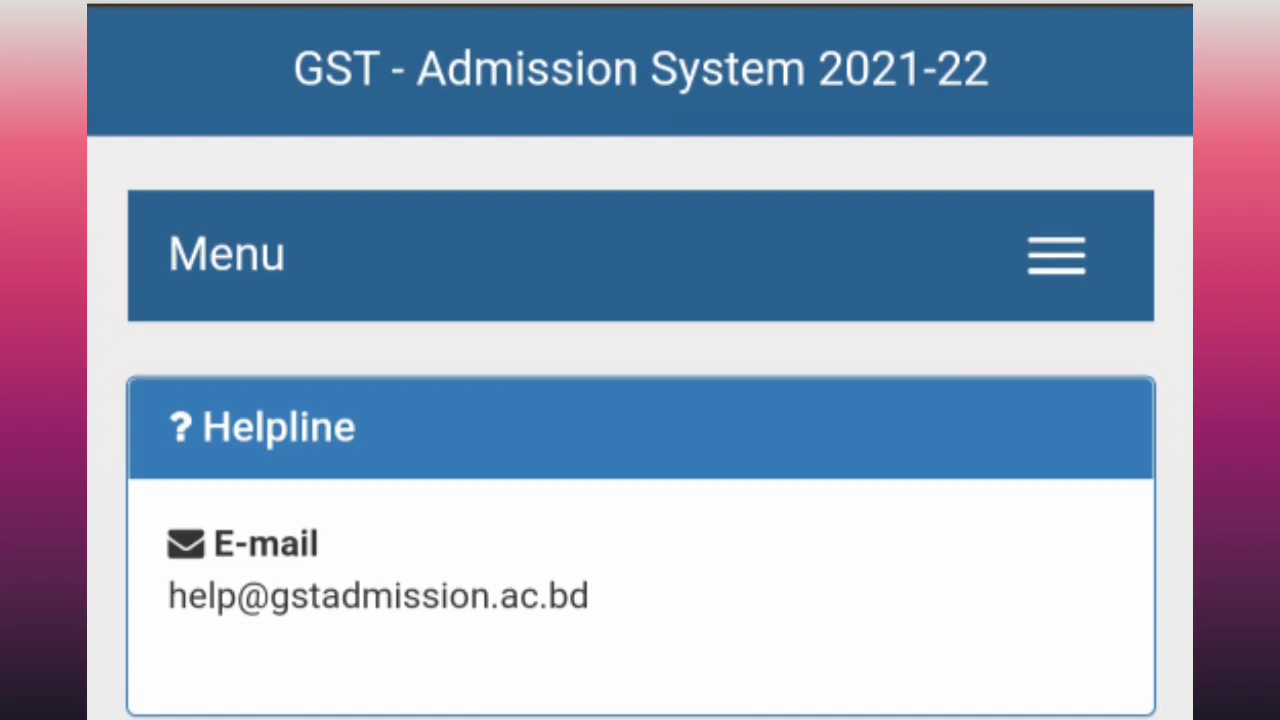 GST - Admission System 2021-22
Menu
? Helpline
E-mail
help@gstadmission.ac.bd